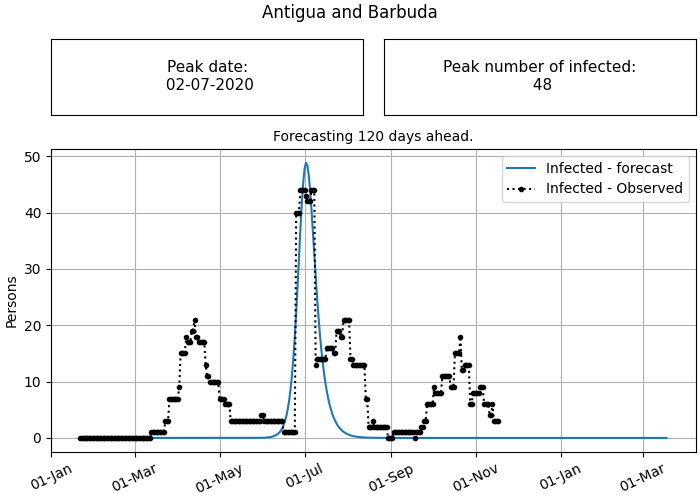 Antigua and Barbuda
Peak date:
02-07-2020
Peak number of infected:
48
Forecasting 120 days ahead.
Persons
50
40
30
20
10
0
Infected - forecast
Infected - Observed
01-Jan
01-Mar
01-May
01-Jul
01-Sep
01-Nov
01-Jan
01-Mar